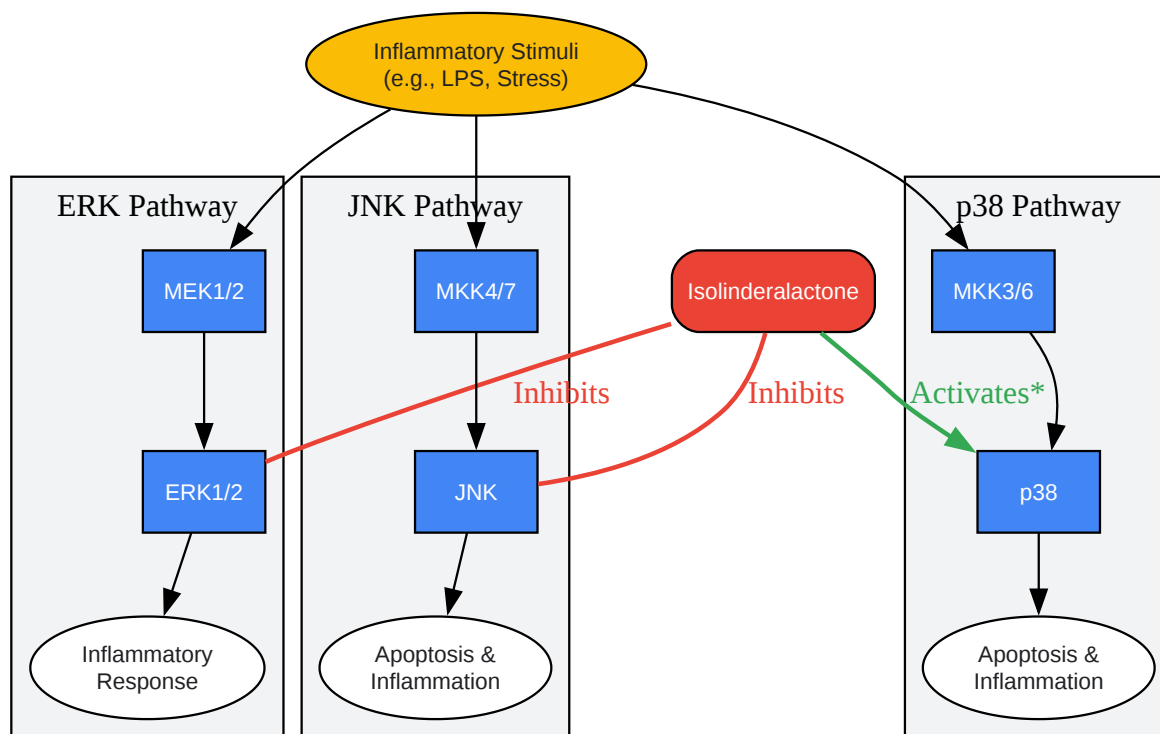 Inflammatory Stimuli
(e.g., LPS, Stress)
ERK Pathway
JNK Pathway
p38 Pathway
MEK1/2
MKK4/7
Isolinderalactone
MKK3/6
Inhibits
Inhibits
Activates*
ERK1/2
JNK
p38
Inflammatory
Response
Apoptosis &
Inflammation
Apoptosis &
Inflammation